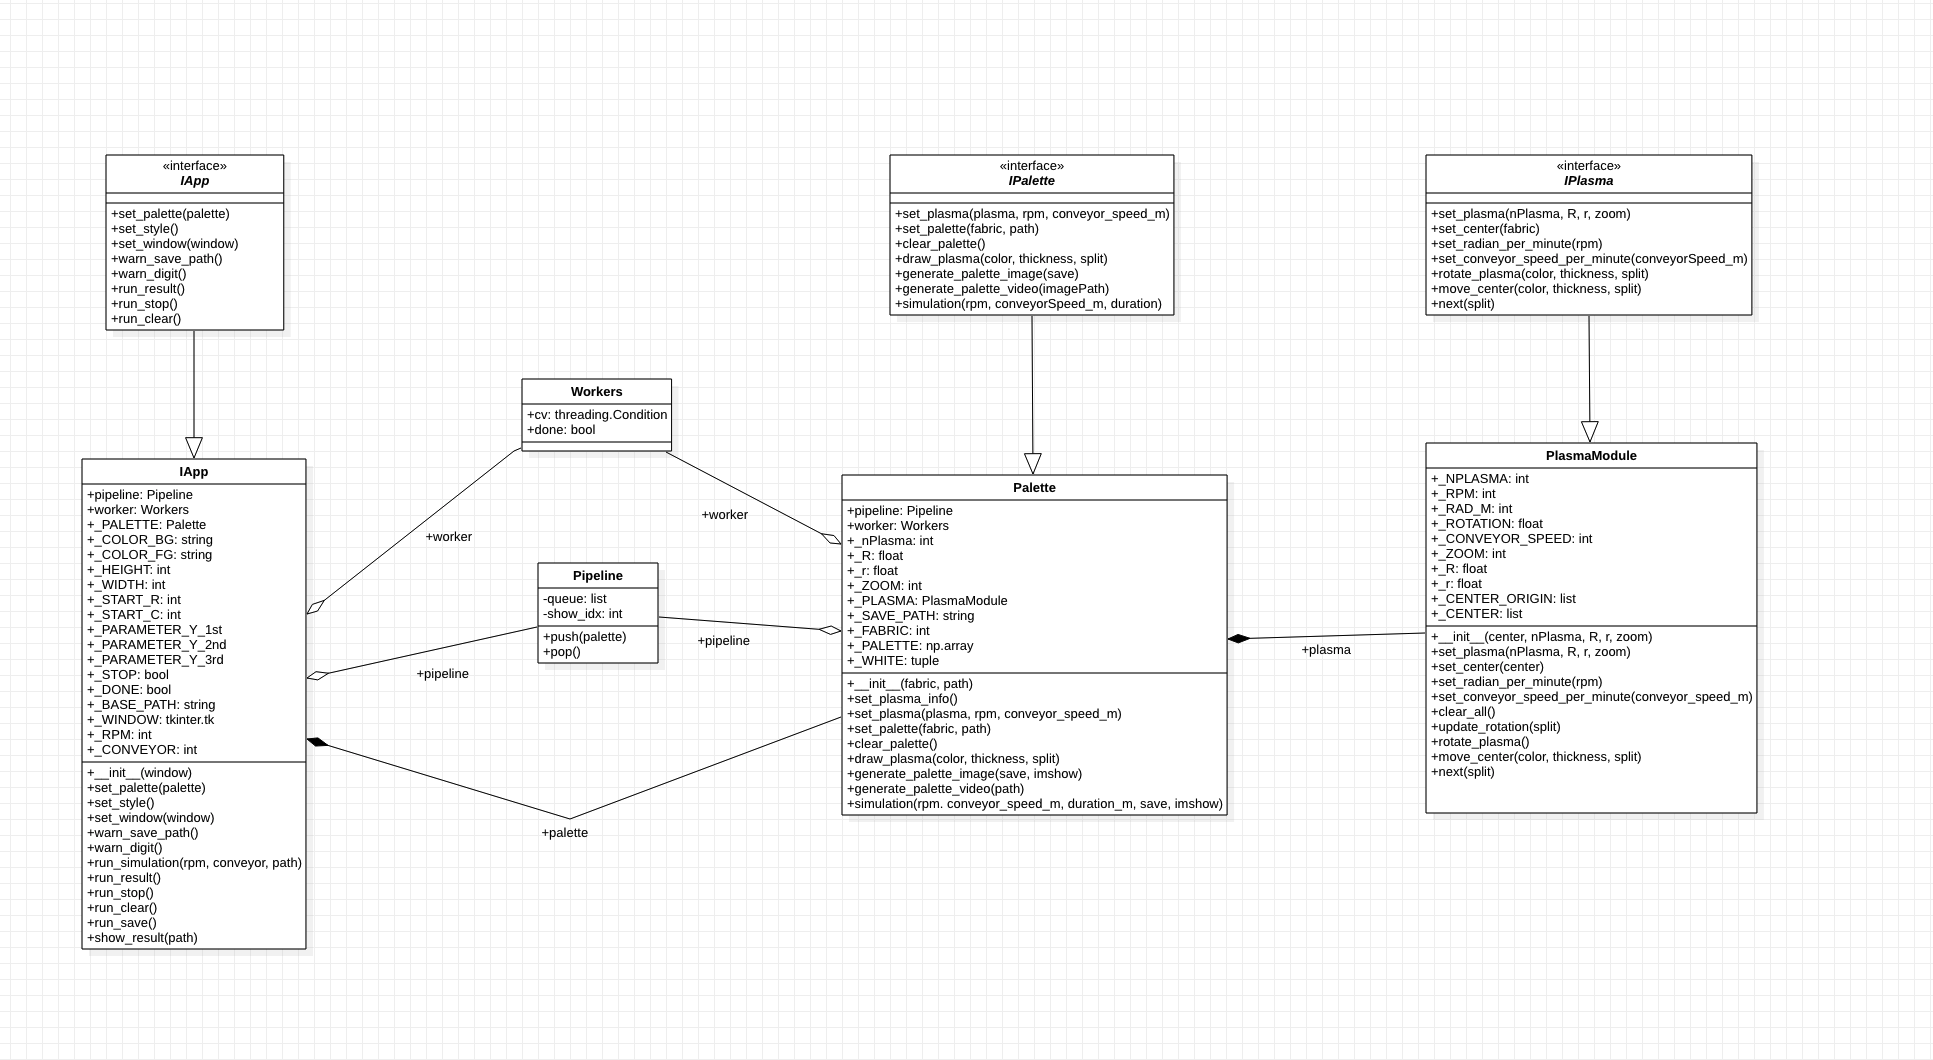 «interface»
IApp
+set_palette(palette)
+set_style()
+set_window(window)
+warn_save_path()
+warn_digit()
+run_result()
+run_stop()
+run_clear()
«interface»
IPalette
+set_plasma(plasma, rpm, conveyor_speed_m)
+set_palette(fabric, path)
+clear_palette()
+draw_plasma(color, thickness, split)
+generate_palette_image(save)
+generate_palette_video(imagePath)
+simulation(rpm, conveyorSpeed_m, duration)
«interface»
IPlasma
+set_plasma(nPlasma, R, r, zoom)
+set_center(fabric)
+set_radian_per_minute(rpm)
+set_conveyor_speed_per_minute(conveyorSpeed_m)
+rotate_plasma(color, thickness, split)
+move_center(color, thickness, split)
+next(split)
Workers
+cv: threading.Condition
+done: bool
IApp
+pipeline: Pipeline
+worker: Workers
+_PALETTE: Palette
+_COLOR_BG: string
+_COLOR_FG: string
+_HEIGHT: int
+_WIDTH: int
+_START_R: int
+_START_C: int
+_PARAMETER_Y_1st
+_PARAMETER_Y_2nd
+_PARAMETER_Y_3rd
+_STOP: bool
+_DONE: bool
+_BASE_PATH: string
+_WINDOW: tkinter.tk
+_RPM: int
+_CONVEYOR: int
+__init__(window)
+set_palette(palette)
+set_style()
+set_window(window)
+warn_save_path()
+warn_digit()
+run_simulation(rpm, conveyor, path)
+run_result()
+run_stop()
+run_clear()
+run_save()
+show_result(path)
+worker
+worker
Pipeline
-queue: list
-show_idx: int
+push(palette)
+pop()
+pipeline
+pipeline
+palette
Palette
+pipeline: Pipeline
+worker: Workers
+_nPlasma: int
+_R: float
+_r: float
+_ZOOM: int
+_PLASMA: PlasmaModule
+_SAVE_PATH: string
+_FABRIC: int
+_PALETTE: np.array
+_WHITE: tuple
+__init__(fabric, path)
+set_plasma_info()
+set_plasma(plasma, rpm, conveyor_speed_m)
+set_palette(fabric, path)
+clear_palette()
+draw_plasma(color, thickness, split)
+generate_palette_image(save, imshow)
+generate_palette_video(path)
+simulation(rpm. conveyor_speed_m, duration_m, save, imshow)
+plasma
PlasmaModule
+_NPLASMA: int
+_RPM: int
+_RAD_M: int
+_ROTATION: float
+_CONVEYOR_SPEED: int
+_ZOOM: int
+_R: float
+_r: float
+_CENTER_ORIGIN: list
+_CENTER: list
+__init__(center, nPlasma, R, r, zoom)
+set_plasma(nPlasma, R, r, zoom)
+set_center(center)
+set_radian_per_minute(rpm)
+set_conveyor_speed_per_minute(conveyor_speed_m)
+clear_all()
+update_rotation(split)
+rotate_plasma()
+move_center(color, thickness, split)
+next(split)